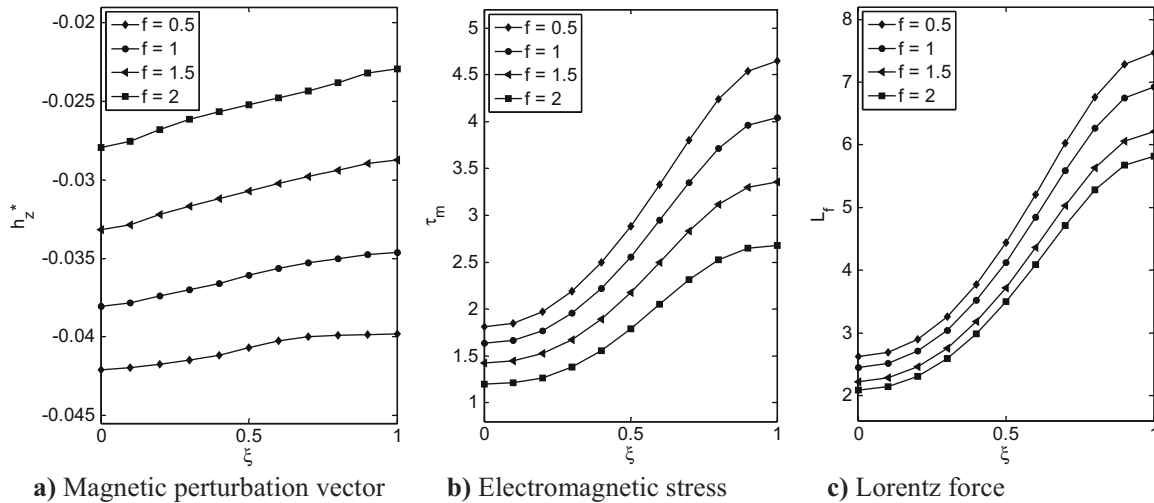 -0.02
-0.025
-0.03
-0.035
-0.04
-0.045
h_z*
f = 0.5
f = 1
f = 1.5
f = 2
0
0.5
1
ξ
a) Magnetic perturbation vector
5
4.5
4
3.5
3
2.5
2
1.5
1
τ_m
f = 0.5
f = 1
f = 1.5
f = 2
0
0.5
1
ξ
b) Electromagnetic stress
8
7
6
5
4
3
2
L_f
f = 0.5
f = 1
f = 1.5
f = 2
0
0.5
1
ξ
c) Lorentz force